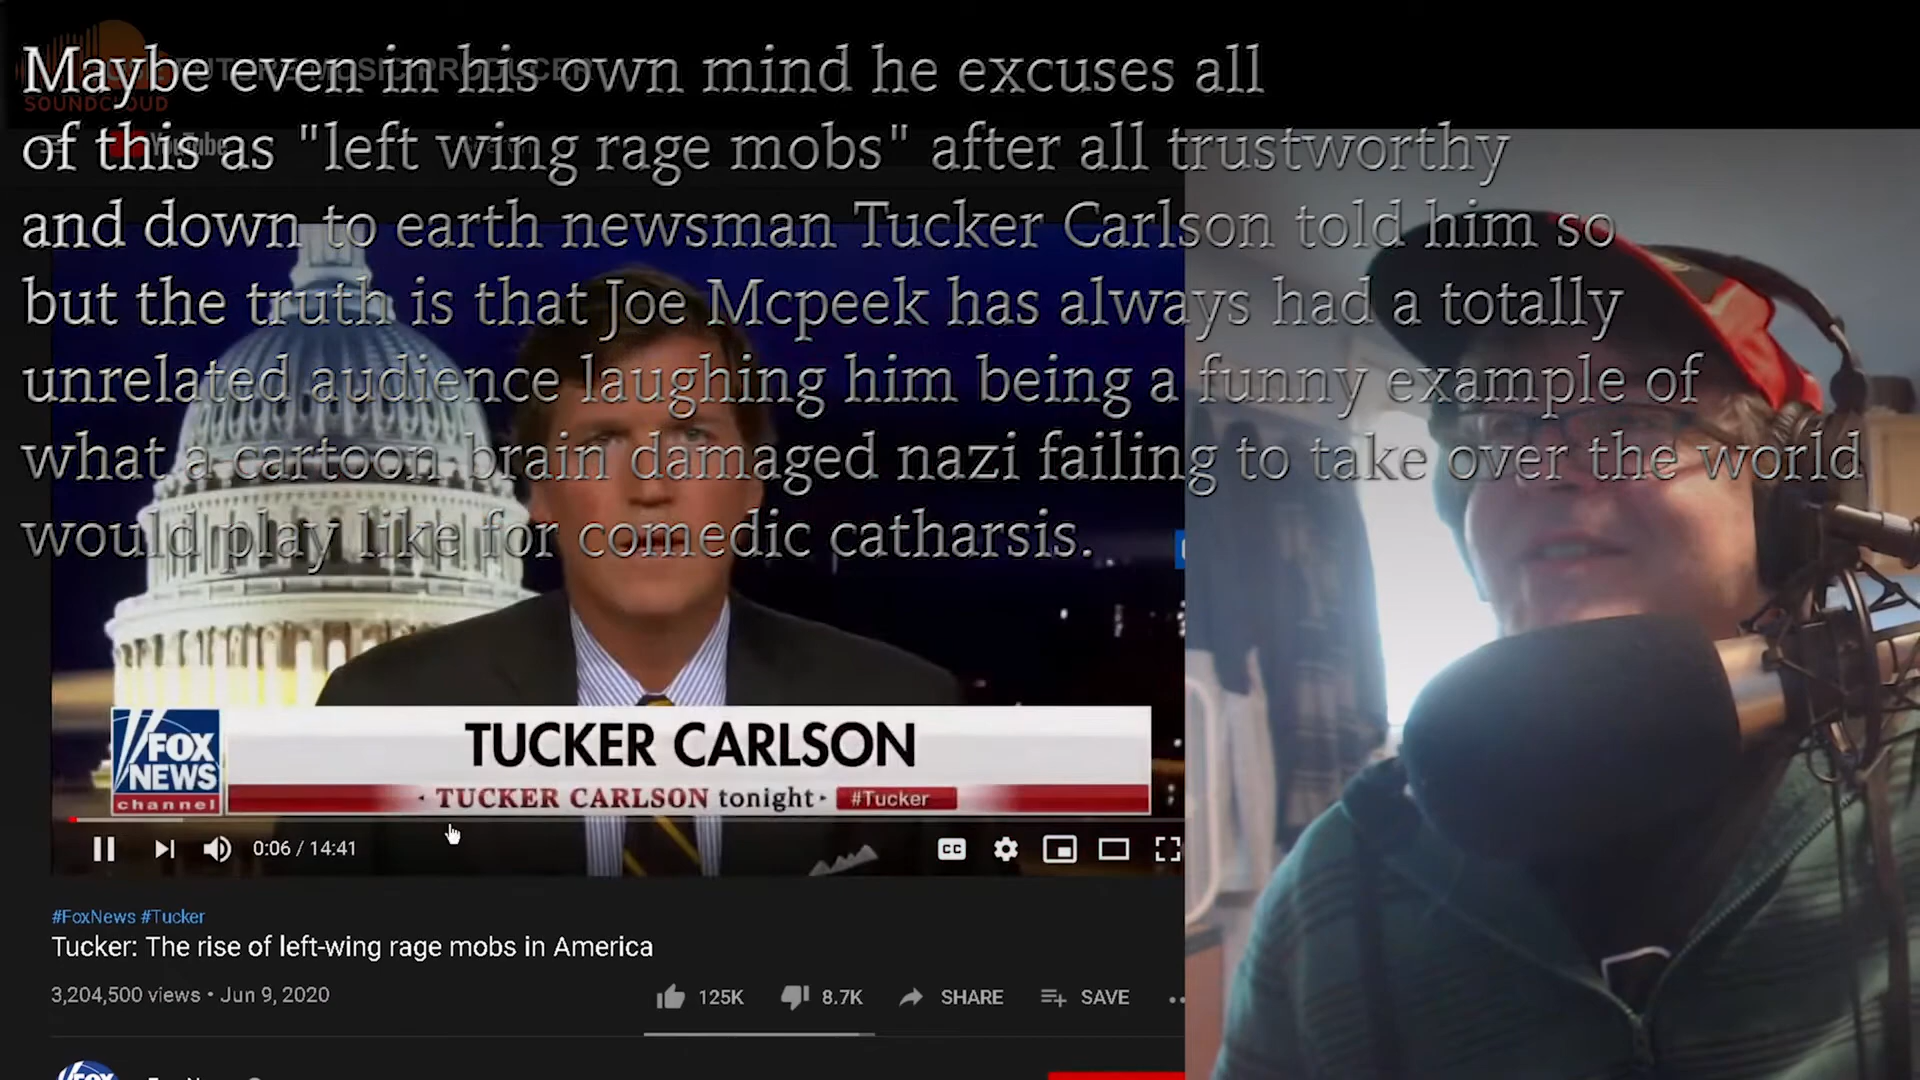 Maybe even in his own mind he excuses all
of this as "left wing rage mobs" after all trustworthy
and down to earth newsman Tucker Carlson told him so
but the truth is that Joe Mcpeek has always had a totally
unrelated audience laughing him being a funny example of
what a cartoon brain damaged nazi failing to take over the world
would play like for comedic catharsis.
FUTURE MUSIC PRODUCER
SOUNDCLOUD
YouTube
FOX
NEWS
channel
TUCKER CARLSON
TUCKER CARLSON tonight
#Tucker
0:06 / 14:41
CC
#FoxNews #Tucker
Tucker: The rise of left-wing rage mobs in America
3,204,500 views • Jun 9, 2020
125K
8.7K
SHARE
SAVE